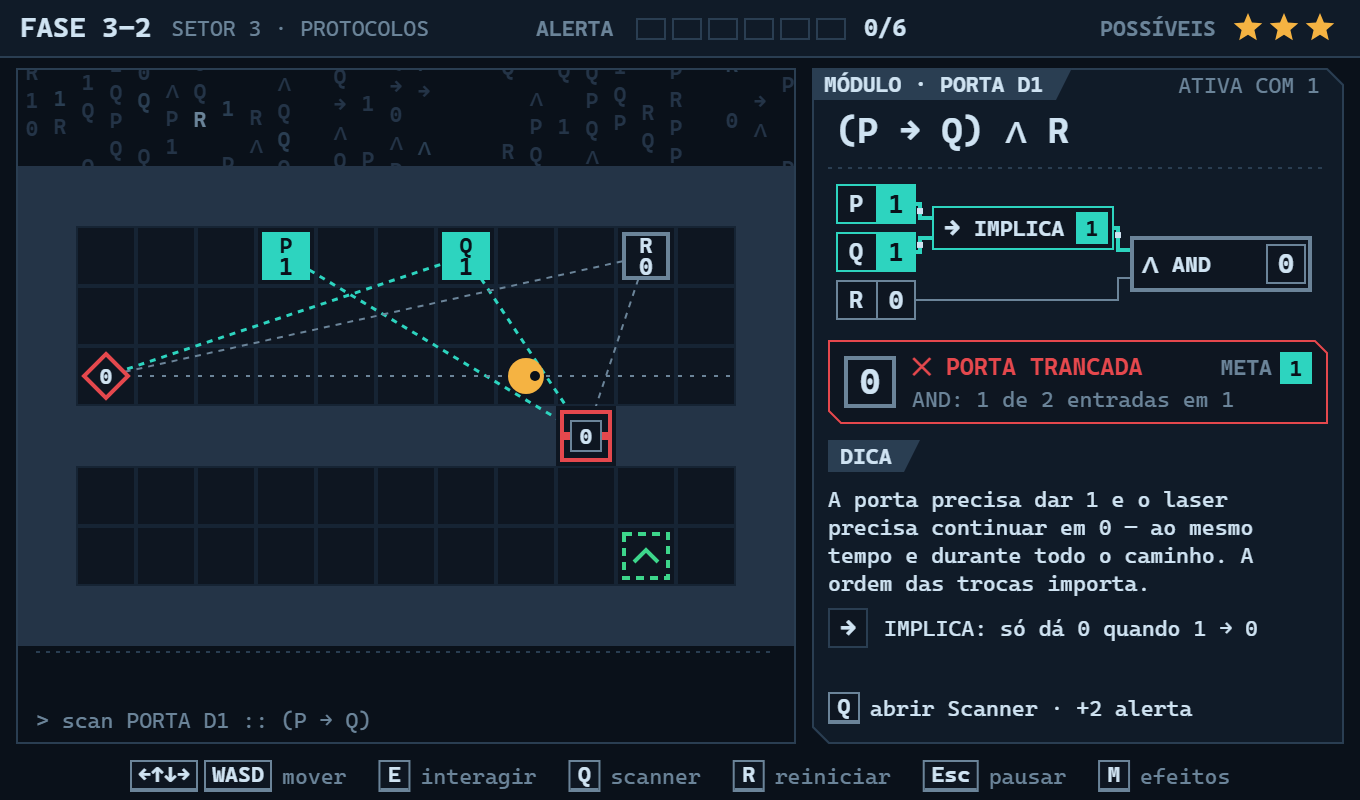 FASE 3–2 SETOR 3 · PROTOCOLOS ALERTA 0/6 POSSÍVEIS
MÓDULO · PORTA D1 ATIVA COM 1
(P → Q) ∧ R
P 1
Q 1
R 0
→ IMPLICA 1
∧ AND 0
0 × PORTA TRANCADA META 1
AND: 1 de 2 entradas em 1
DICA
A porta precisa dar 1 e o laser
precisa continuar em 0 — ao mesmo
tempo e durante todo o caminho. A
ordem das trocas importa.
→ IMPLICA: só dá 0 quando 1 → 0
Q abrir Scanner · +2 alerta
P
1
Q
1
R
0
0
0
> scan PORTA D1 :: (P → Q)
←↑↓→ WASD mover E interagir Q scanner R reiniciar Esc pausar M efeitos